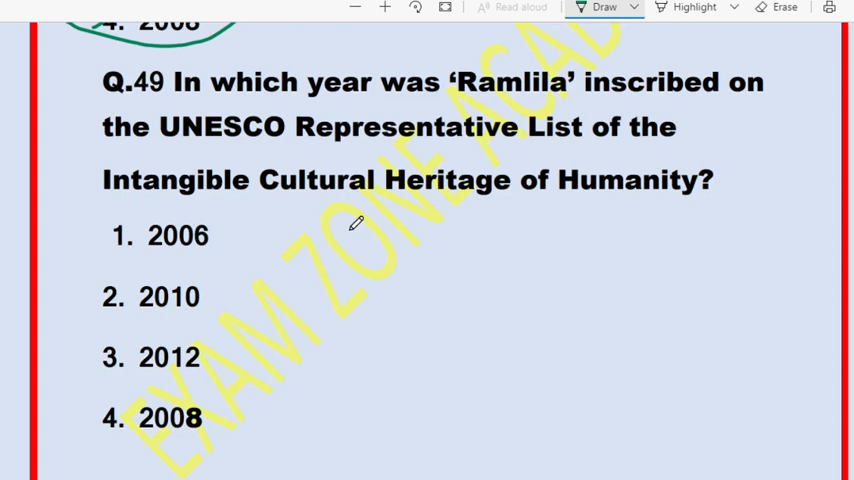 Read aloud Draw Highlight Erase
4. 2008
Q.49 In which year was ‘Ramlila’ inscribed on
the UNESCO Representative List of the
Intangible Cultural Heritage of Humanity?
1. 2006
2. 2010
3. 2012
4. 2008
EXAM ZONE ACAD